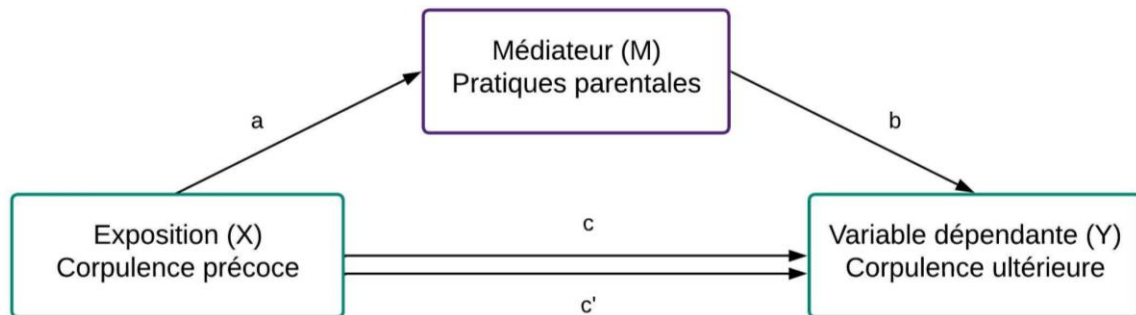 Médiateur (M)
Pratiques parentales
a
b
Exposition (X)
Corpulence précoce
c
c'
Variable dépendante (Y)
Corpulence ultérieure